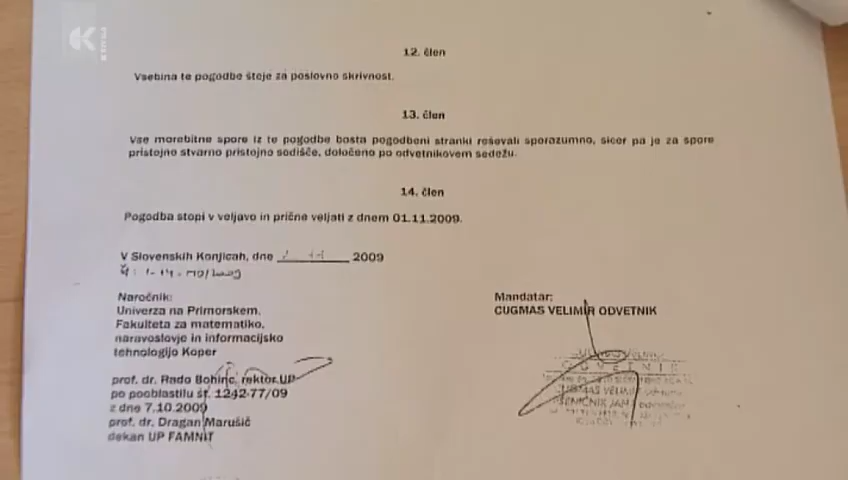 12. člen
Vsebina te pogodbe šteje za poslovno skrivnost.
13. člen
Vse morebitne spore iz te pogodbe bosta pogodbeni stranki reševali sporazumno, sicer pa je za spore
pristojno stvarno pristojno sodišče, določeno po odvetnikovem sedežu.
14. člen
Pogodba stopi v veljavo in prične veljati z dnem 01.11.2009.
V Slovenskih Konjicah, dne 2009
Naročnik:
Univerza na Primorskem,
Fakulteta za matematiko,
naravoslovje in informacijsko
tehnologijo Koper
prof. dr. Rado Bohinc, rektor UP
po pooblastilu št. 1242-77/09
z dne 7.10.2009
prof. dr. Dragan Marušič
dekan UP FAMNIT
Mandatar:
CUGMAS VELIMIR ODVETNIK
ODVETNIK
CUGMAS VELIMIR